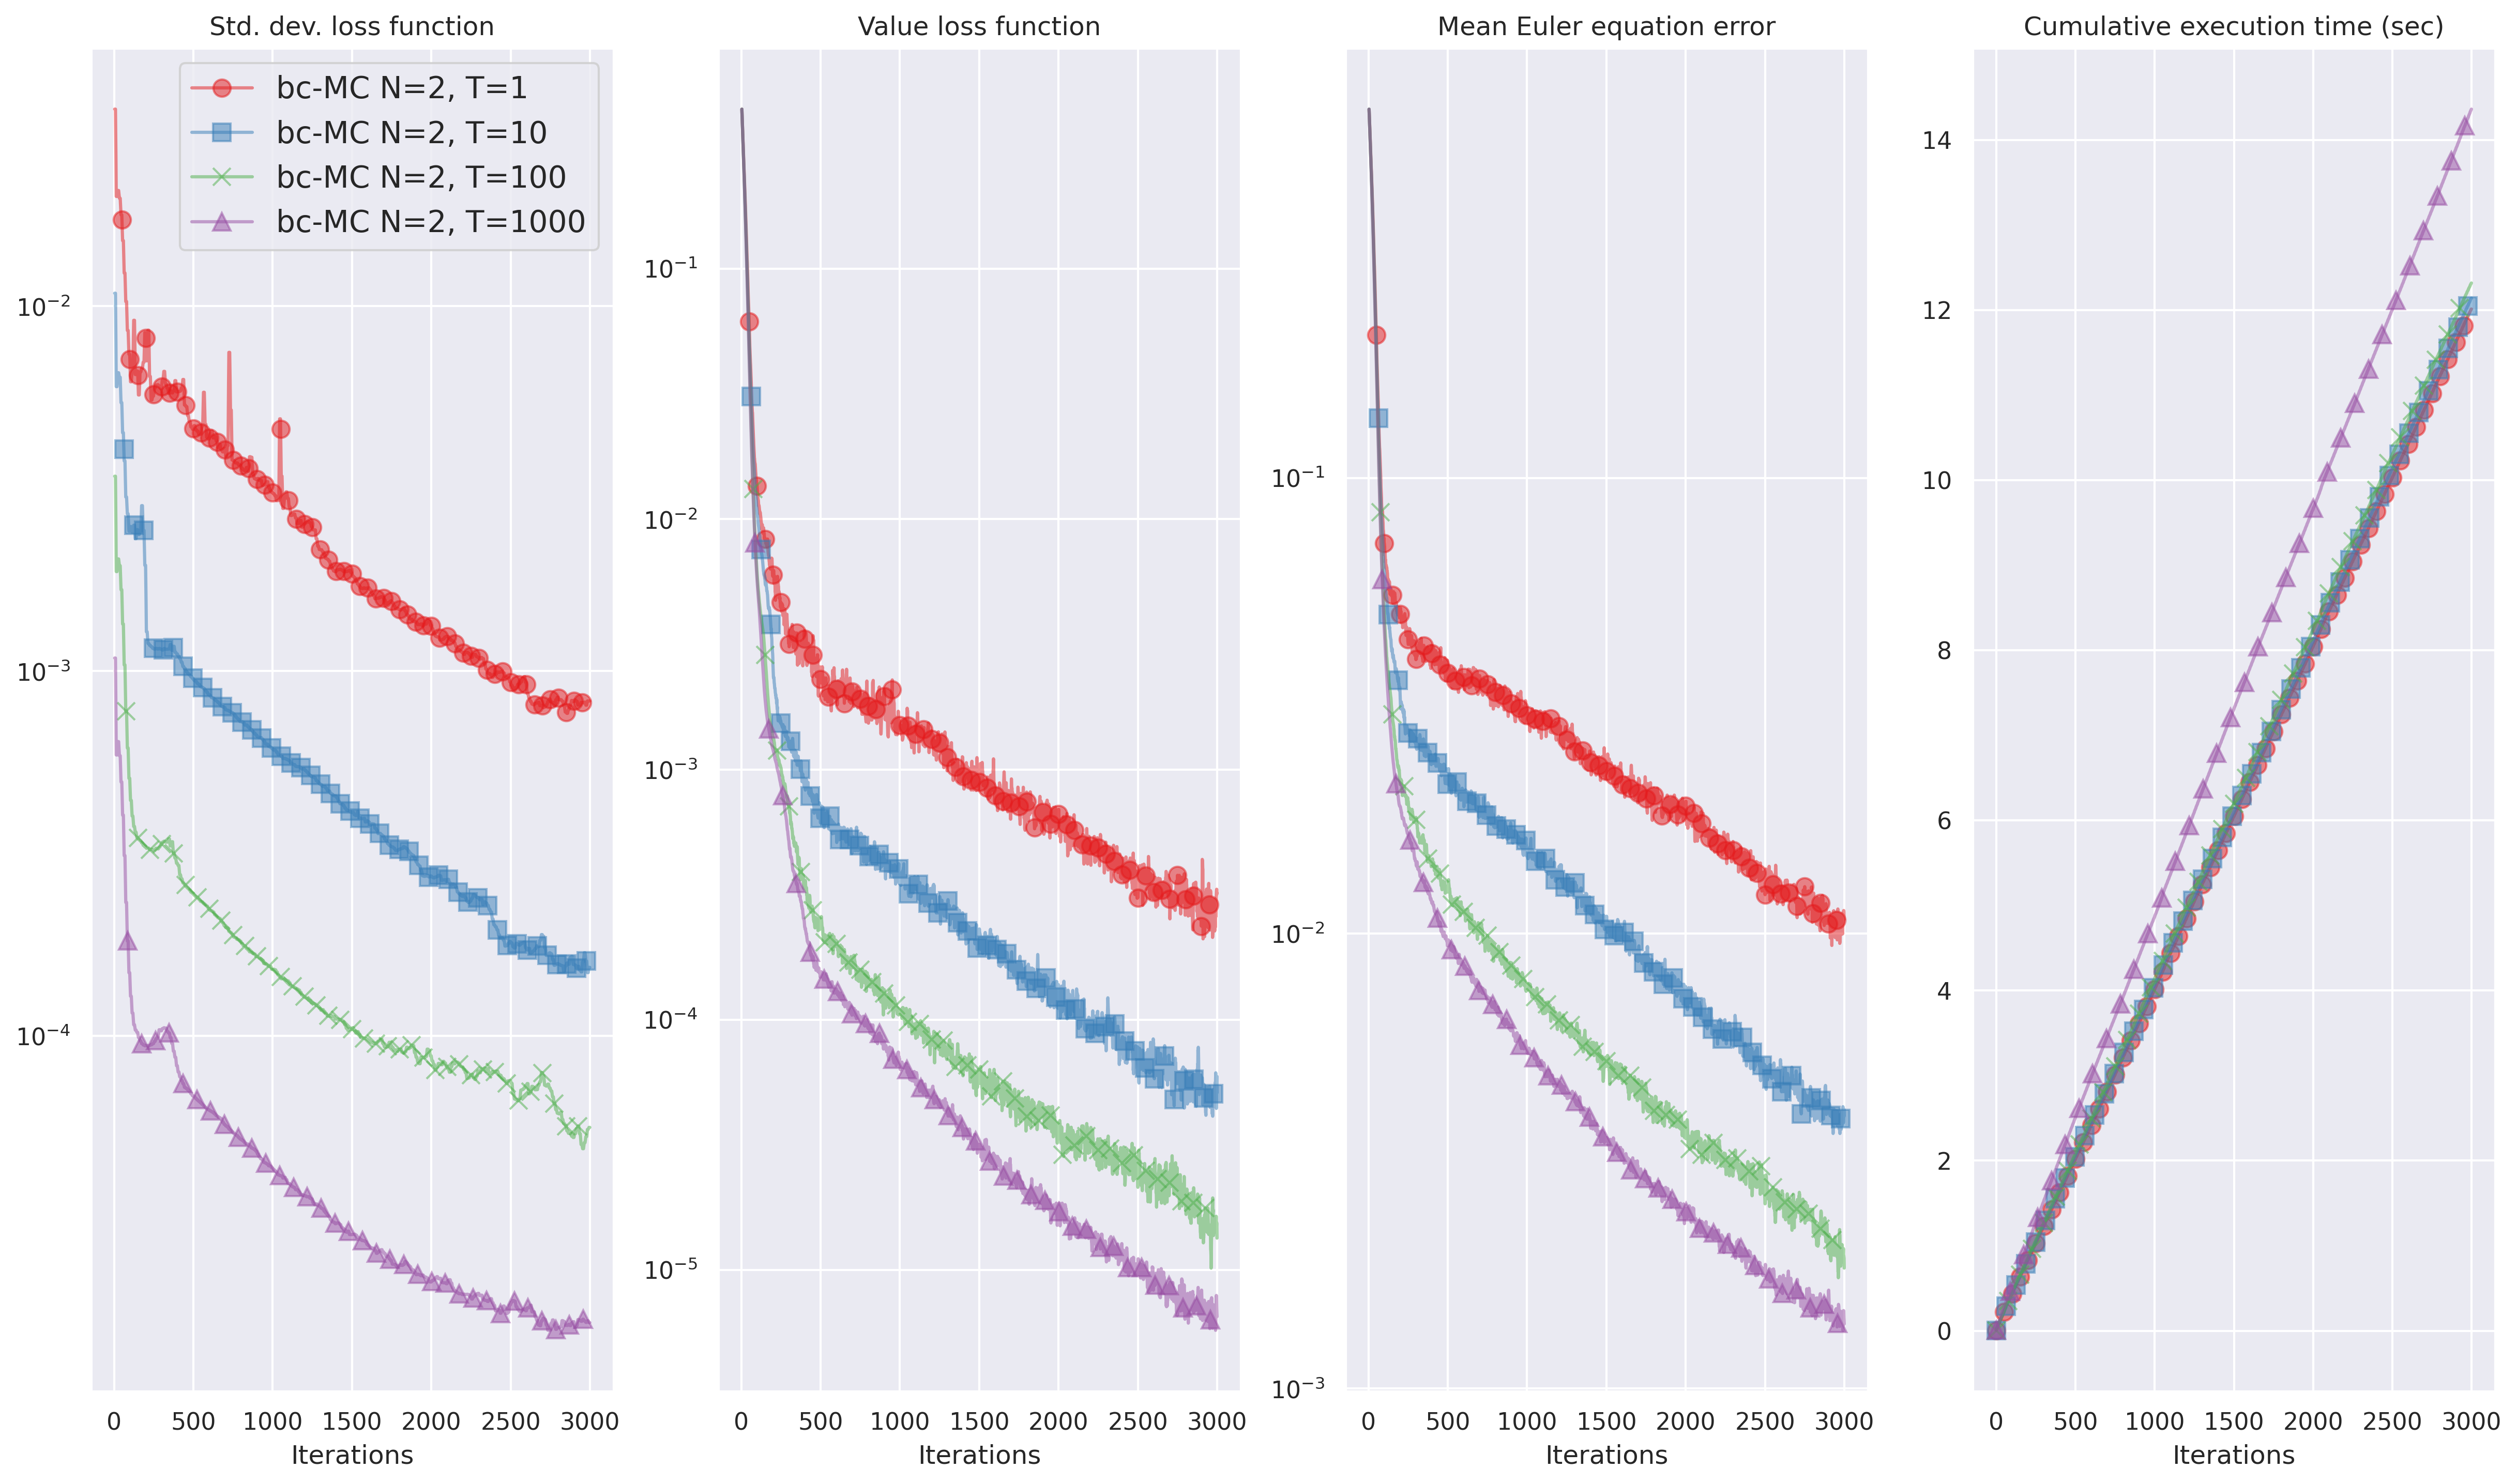 Std. dev. loss function
bc-MC N=2, T=1
bc-MC N=2, T=10
bc-MC N=2, T=100
bc-MC N=2, T=1000
10⁻²
10⁻³
10⁻⁴
0 500 1000 1500 2000 2500 3000
Iterations
Value loss function
10⁻¹
10⁻²
10⁻³
10⁻⁴
10⁻⁵
0 500 1000 1500 2000 2500 3000
Iterations
Mean Euler equation error
10⁻¹
10⁻²
10⁻³
0 500 1000 1500 2000 2500 3000
Iterations
Cumulative execution time (sec)
14
12
10
8
6
4
2
0
0 500 1000 1500 2000 2500 3000
Iterations